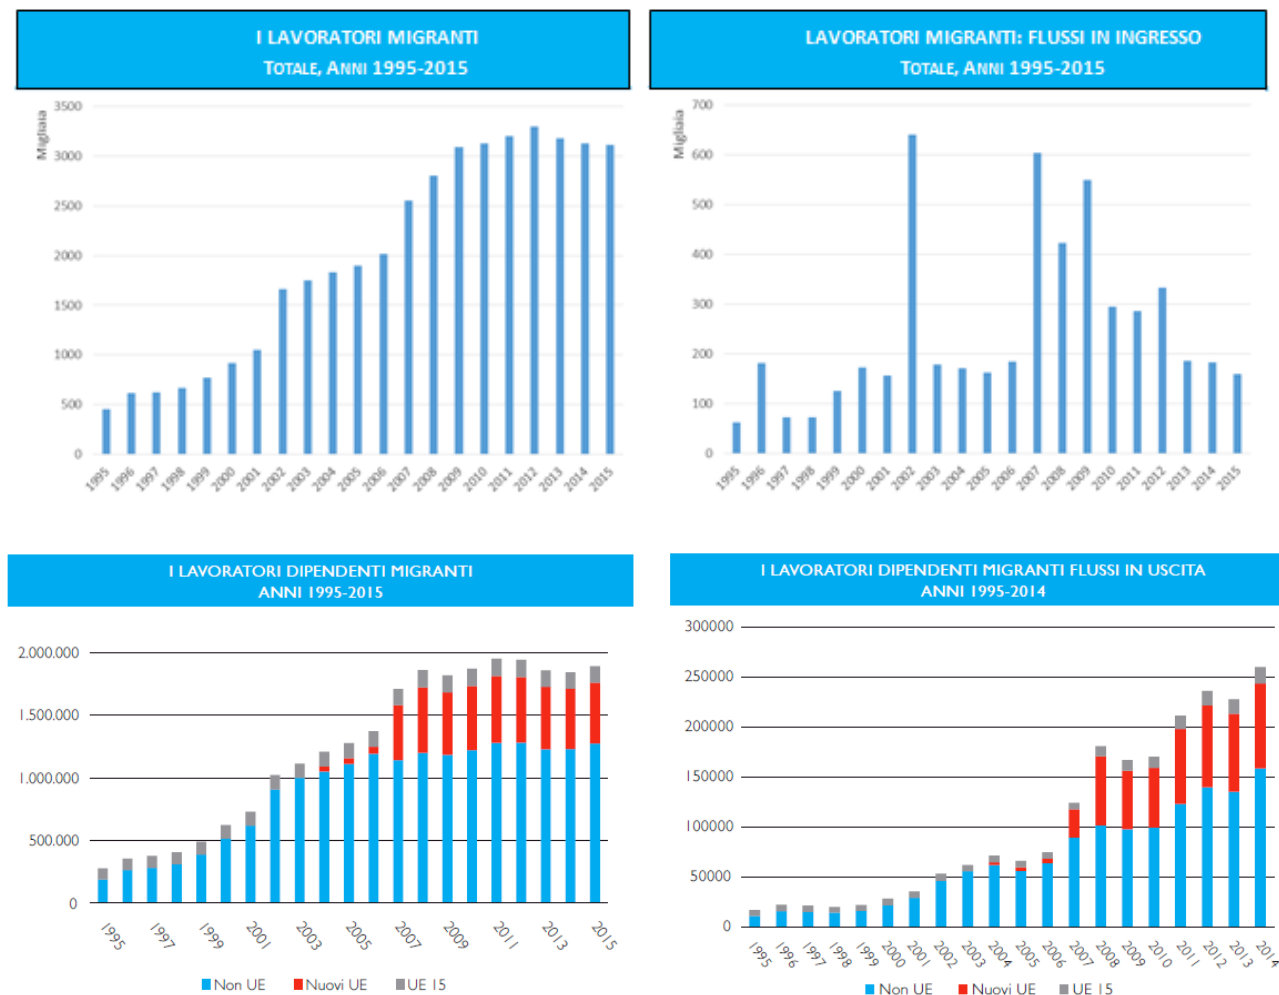 I LAVORATORI MIGRANTI
TOTALE, ANNI 1995-2015
Migliaia
3500
3000
2500
2000
1500
1000
500
0
1995 1996 1997 1998 1999 2000 2001 2002 2003 2004 2005 2006 2007 2008 2009 2010 2011 2012 2013 2014 2015
LAVORATORI MIGRANTI: FLUSSI IN INGRESSO
TOTALE, ANNI 1995-2015
Migliaia
700
600
500
400
300
200
100
0
1995 1996 1997 1998 1999 2000 2001 2002 2003 2004 2005 2006 2007 2008 2009 2010 2011 2012 2013 2014 2015
I LAVORATORI DIPENDENTI MIGRANTI
ANNI 1995-2015
2.000.000
1.500.000
1.000.000
500.000
0
1995 1997 1999 2001 2003 2005 2007 2009 2011 2013 2015
Non UE Nuovi UE UE 15
I LAVORATORI DIPENDENTI MIGRANTI FLUSSI IN USCITA
ANNI 1995-2014
300000
250000
200000
150000
100000
50000
0
1995 1996 1997 1998 1999 2000 2001 2002 2003 2004 2005 2006 2007 2008 2009 2010 2011 2012 2013 2014
Non UE Nuovi UE UE 15